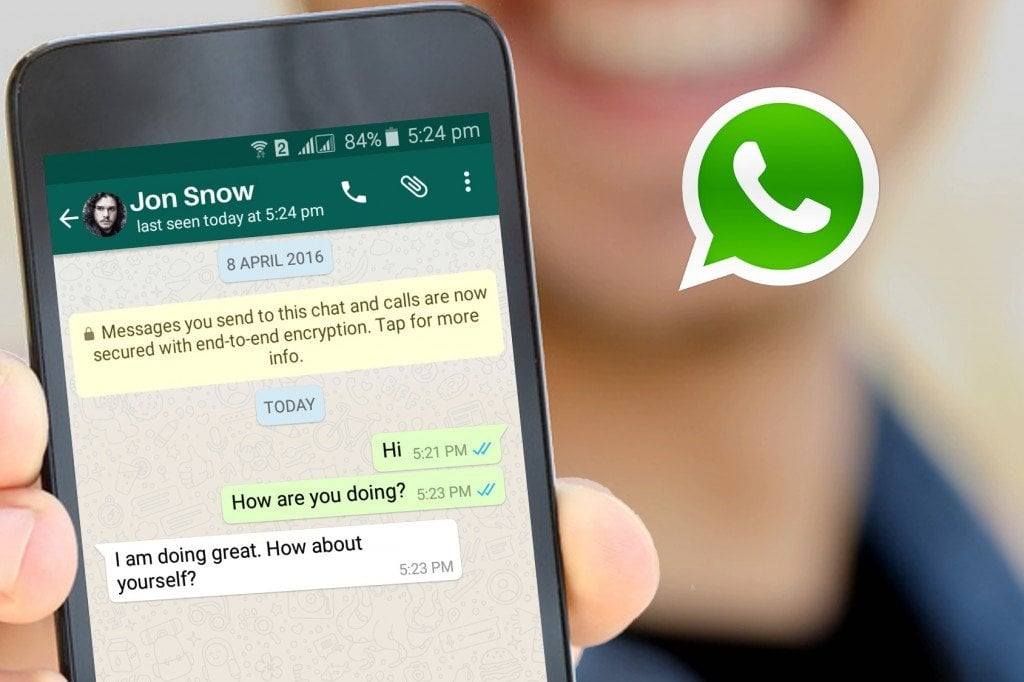 2 84% 5:24 pm
Jon Snow
last seen today at 5:24 pm
8 APRIL 2016
Messages you send to this chat and calls are now
secured with end-to-end encryption. Tap for more
info.
TODAY
Hi 5:21 PM
How are you doing? 5:23 PM
I am doing great. How about
yourself? 5:23 PM